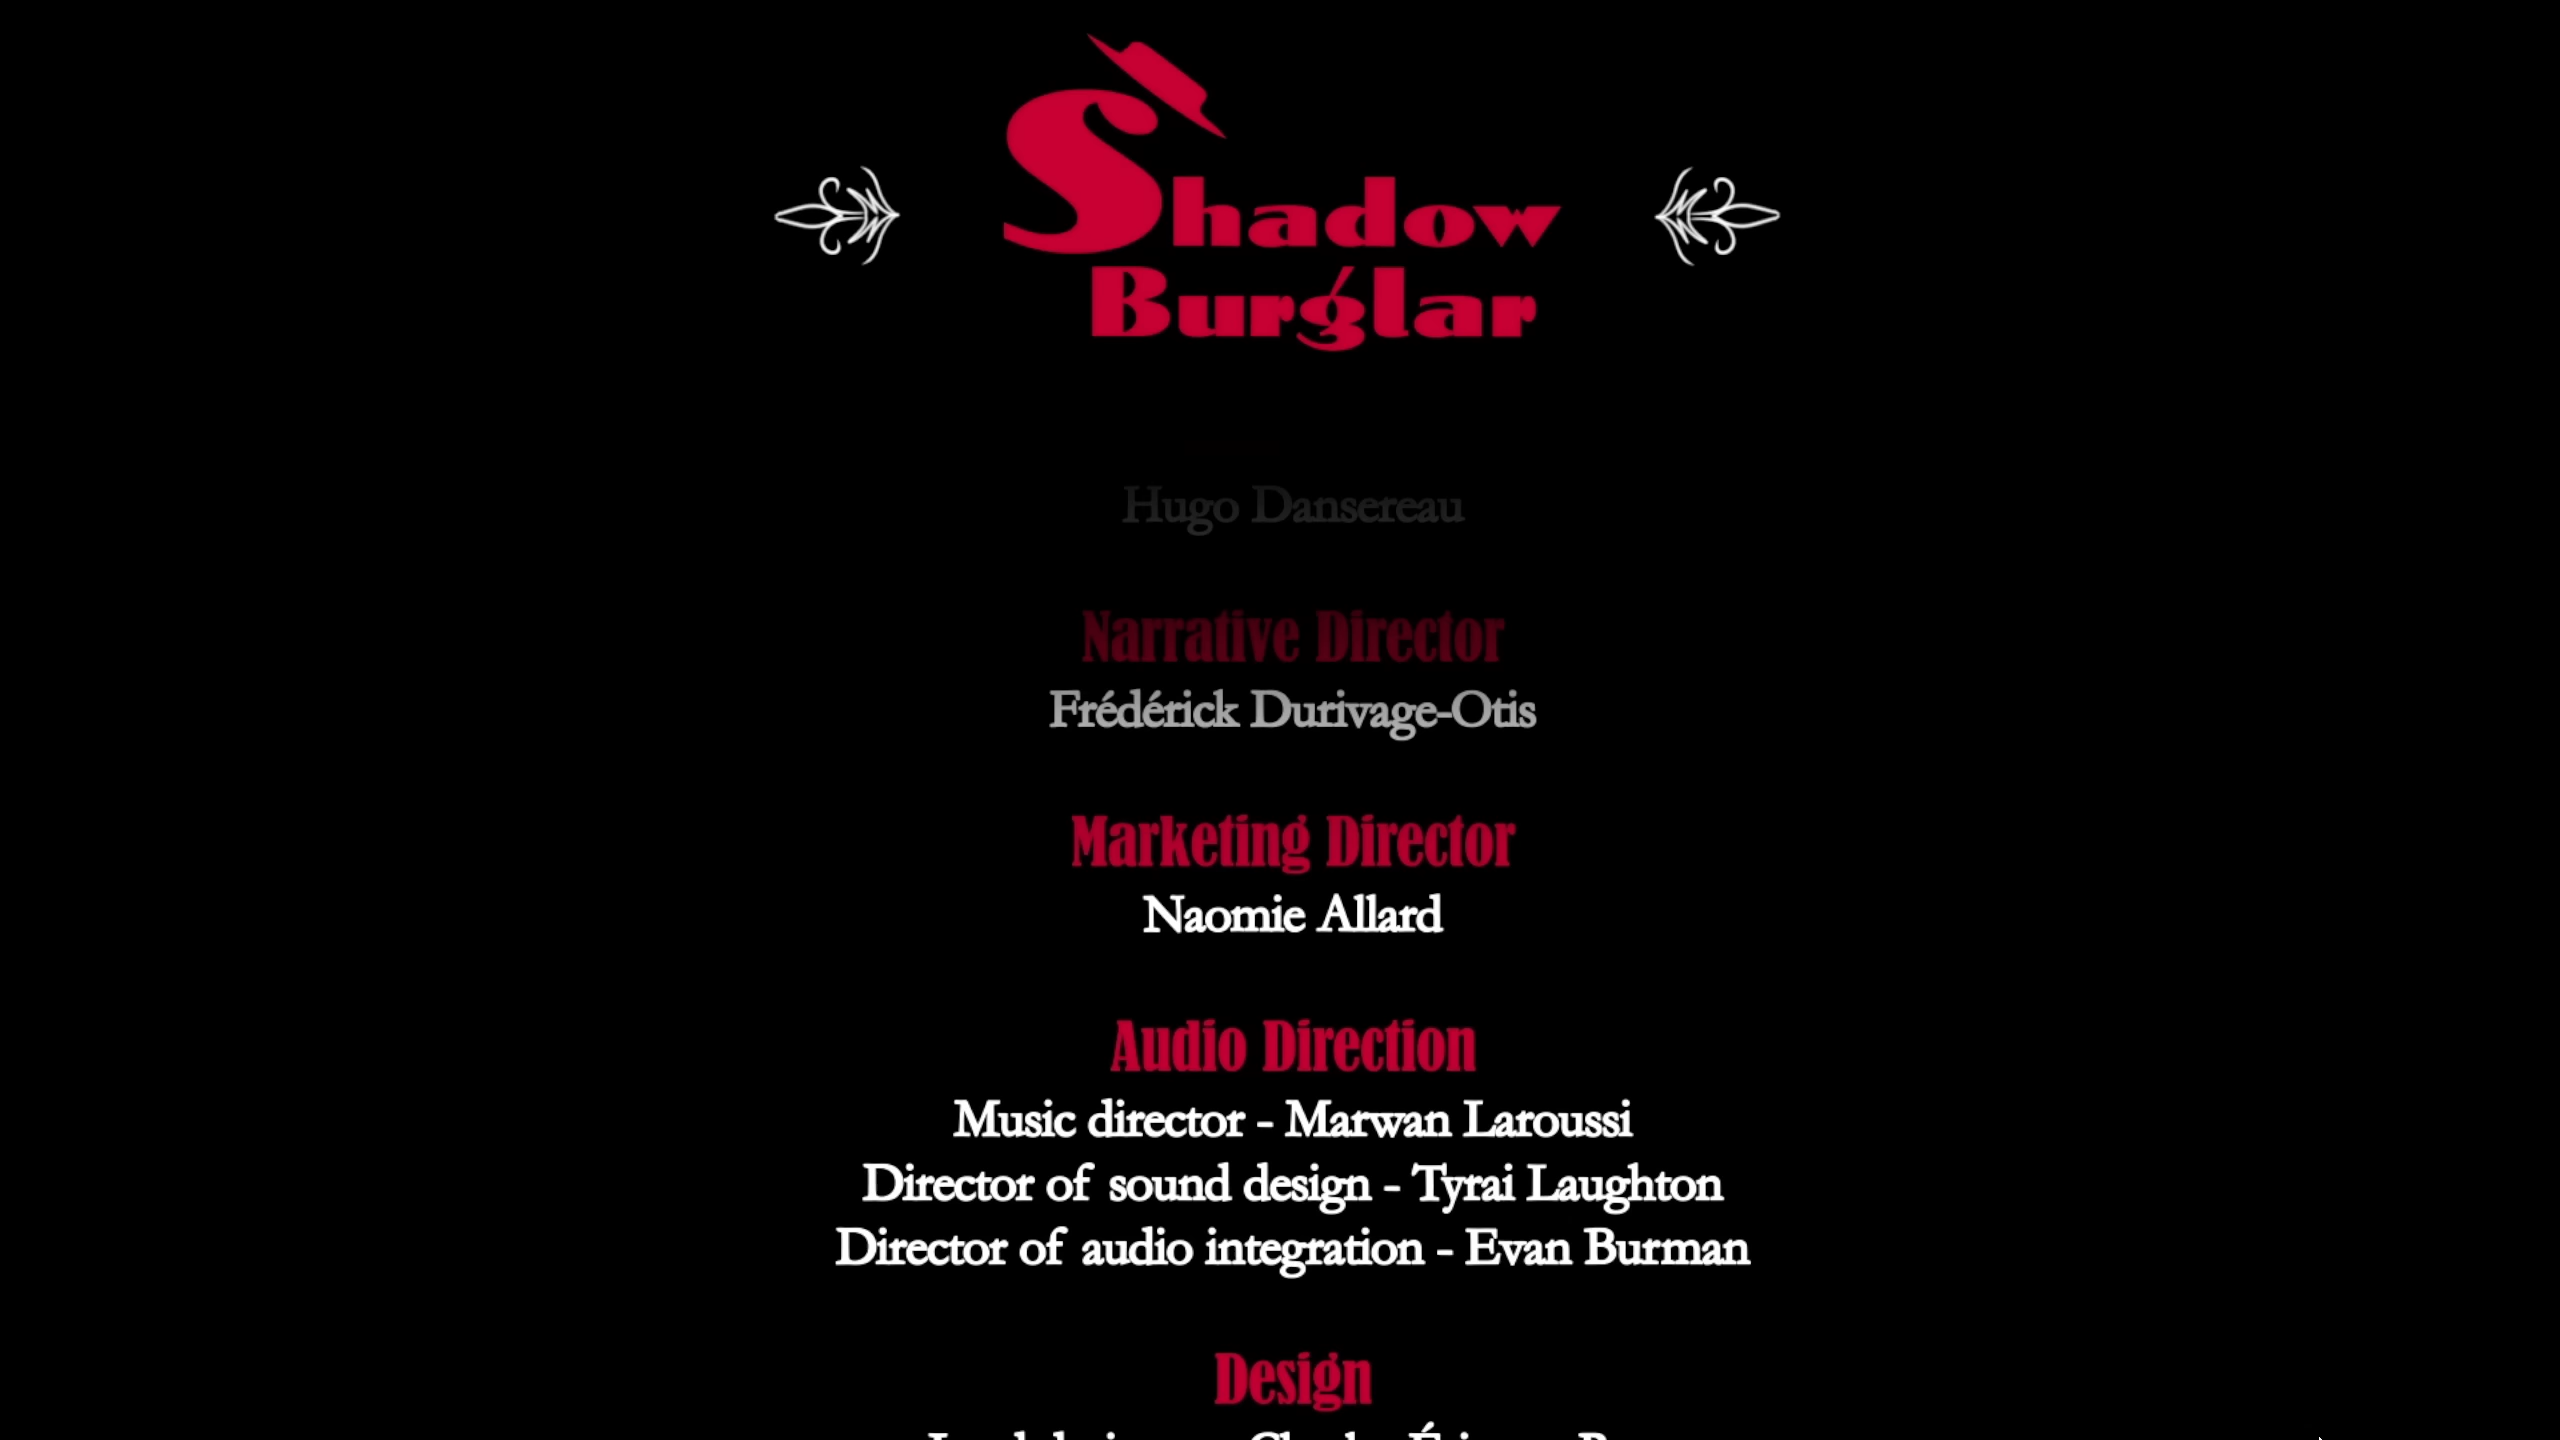 Shadow
Burglar
Hugo Dansereau
Narrative Director
Frédérick Durivage-Otis
Marketing Director
Naomie Allard
Audio Direction
Music director - Marwan Laroussi
Director of sound design - Tyrai Laughton
Director of audio integration - Evan Burman
Design